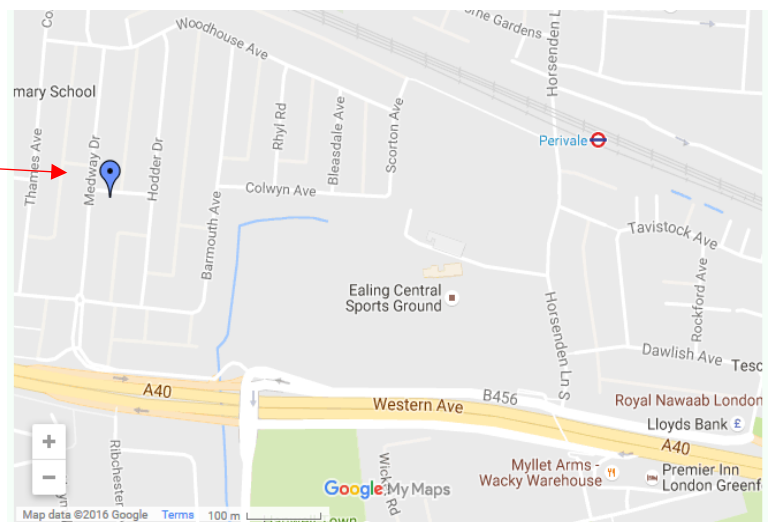 Woodhouse Ave
Gardens
Horsenden L
mary School
Thames Ave
Medway Dr
Hodder Dr
Rhyl Rd
Bleasdale Ave
Scorton Ave
Perivale
Colwyn Ave
Barmouth Ave
Tavistock Ave
Ealing Central
Sports Ground
Horsenden Ln S
Rockford Ave
Dawlish Ave
Tesc
A40
Western Ave
B456
Royal Nawaab London
Lloyds Bank £
A40
+
−
Ribchester
Wick
Rd
Myllet Arms -
Wacky Warehouse
Premier Inn
London Greenf
Google My Maps
Map data ©2016 Google
Terms
100 m